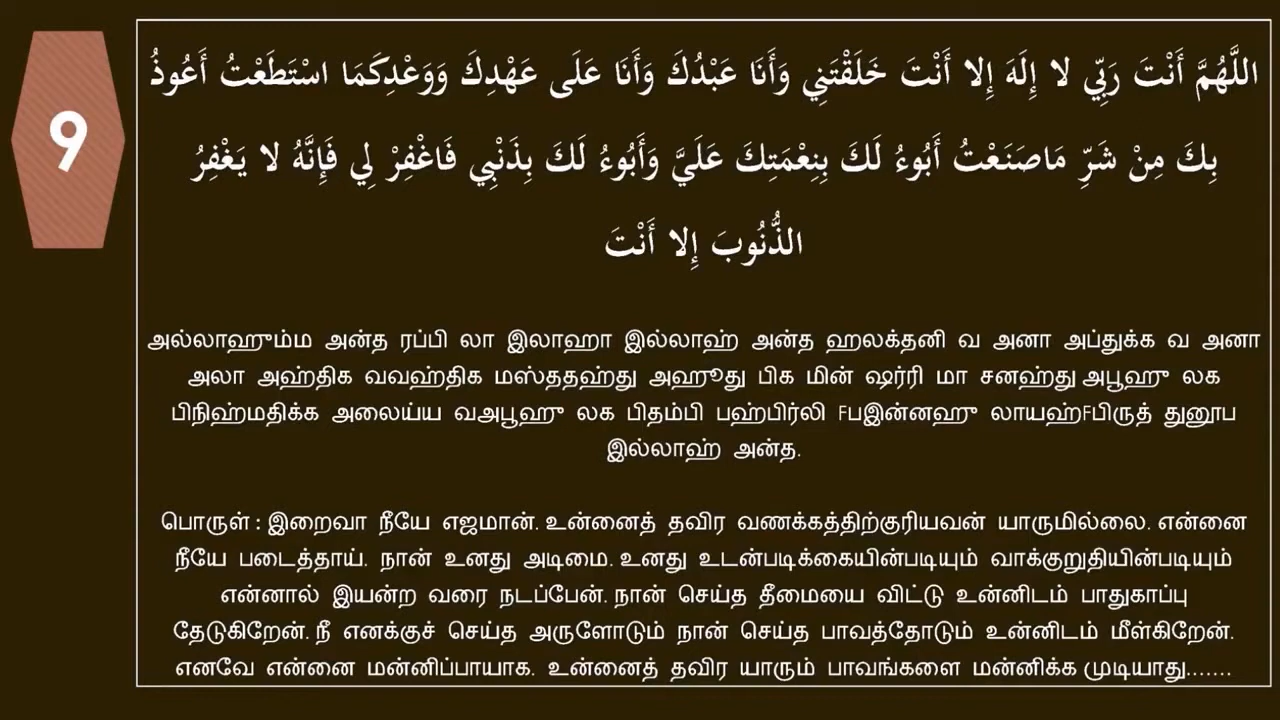 9
اللَّهُمَّ أَنْتَ رَبِّي لا إِلَهَ إِلا أَنْتَ خَلَقْتَنِي وَأَنَا عَبْدُكَ وَأَنَا عَلَى عَهْدِكَ وَوَعْدِكَمَا اسْتَطَعْتُ أَعُوذُ
بِكَ مِنْ شَرِّ مَاصَنَعْتُ أَبُوءُ لَكَ بِنِعْمَتِكَ عَلَيَّ وَأَبُوءُ لَكَ بِذَنْبِي فَاغْفِرْ لِي فَإِنَّهُ لا يَغْفِرُ
الذُّنُوبَ إِلا أَنْتَ
அல்லாஹும்ம அன்த ரப்பி லா இலாஹா இல்லாஹ் அன்த ஹலக்தனி வ அனா அப்துக்க வ அனா
அலா அஹ்திக வவஹ்திக மஸ்ததஹ்து அஹூது பிக மின் ஷர்ரி மா சனஹ்து அபூஹு லக
பிநிஹ்மதிக்க அலைய்ய வஅபூஹு லக பிதம்பி பஹ்பிர்லி Fபஇன்னஹு லாயஹ்Fபிருத் துனூப
இல்லாஹ் அன்த.
பொருள் : இறைவா நீயே எஜமான். உன்னைத் தவிர வணக்கத்திற்குரியவன் யாருமில்லை. என்னை
நீயே படைத்தாய். நான் உனது அடிமை. உனது உடன்படிக்கையின்படியும் வாக்குறுதியின்படியும்
என்னால் இயன்ற வரை நடப்பேன். நான் செய்த தீமையை விட்டு உன்னிடம் பாதுகாப்பு
தேடுகிறேன். நீ எனக்குச் செய்த அருளோடும் நான் செய்த பாவத்தோடும் உன்னிடம் மீள்கிறேன்.
எனவே என்னை மன்னிப்பாயாக. உன்னைத் தவிர யாரும் பாவங்களை மன்னிக்க முடியாது.......